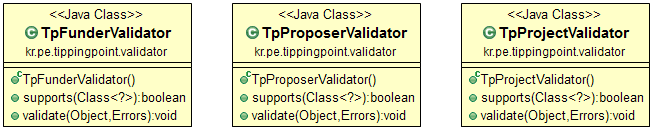 <<Java Class>>
TpFunderValidator
kr.pe.tippingpoint.validator
TpFunderValidator()
supports(Class<?>):boolean
validate(Object,Errors):void
<<Java Class>>
TpProposerValidator
kr.pe.tippingpoint.validator
TpProposerValidator()
supports(Class<?>):boolean
validate(Object,Errors):void
<<Java Class>>
TpProjectValidator
kr.pe.tippingpoint.validator
TpProjectValidator()
supports(Class<?>):boolean
validate(Object,Errors):void